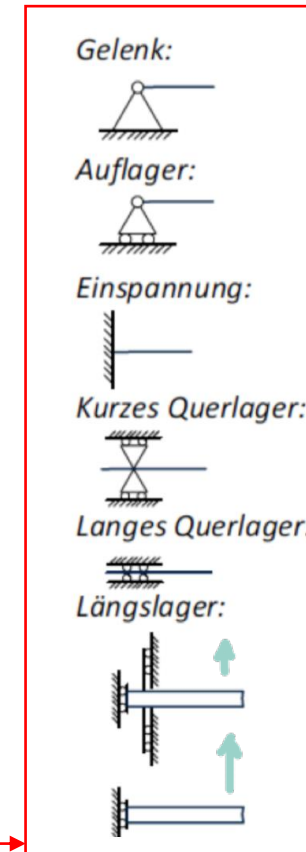 Gelenk:
Auflager:
Einspannung:
Kurzes Querlager:
Langes Querlager:
Längslager: